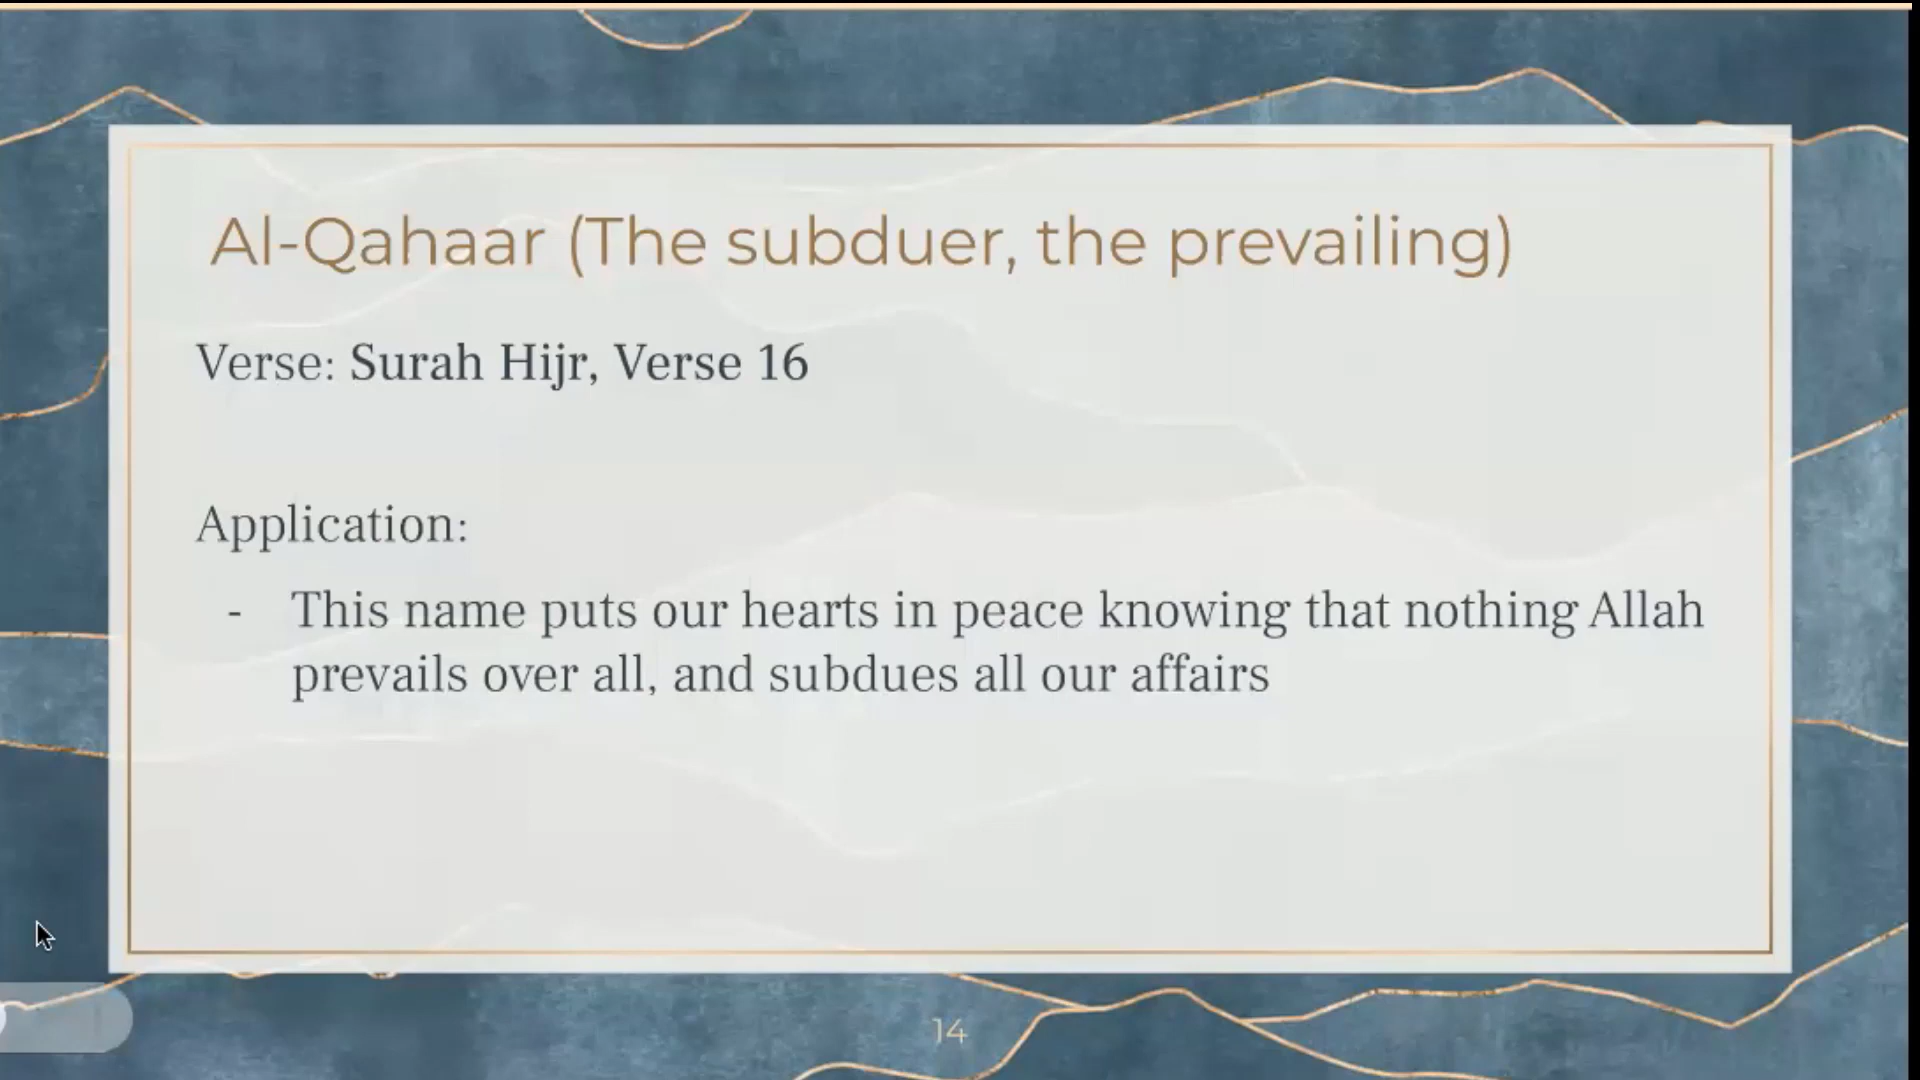 Al-Qahaar (The subduer, the prevailing)
Verse: Surah Hijr, Verse 16
Application:
- This name puts our hearts in peace knowing that nothing Allah
prevails over all, and subdues all our affairs
14